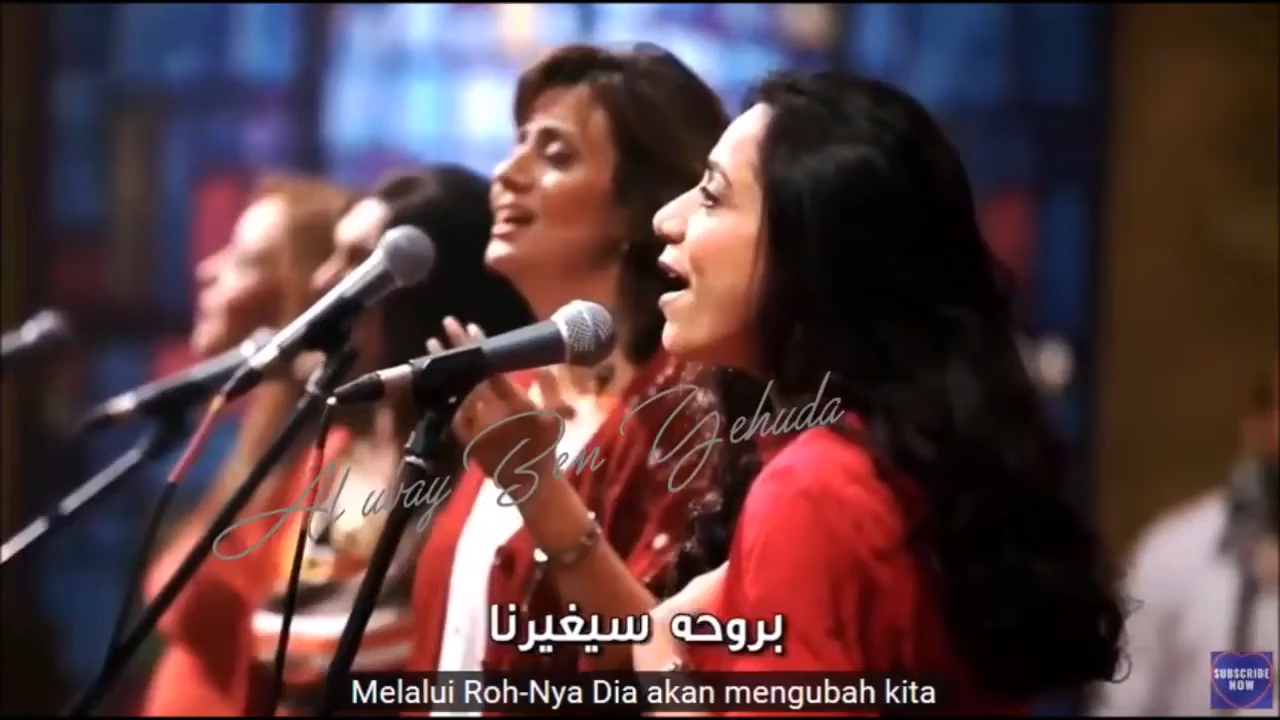 Al way Ben Yehuda
بروحه سيغيرنا
Melalui Roh-Nya Dia akan mengubah kita
SUBSCRIBE
NOW